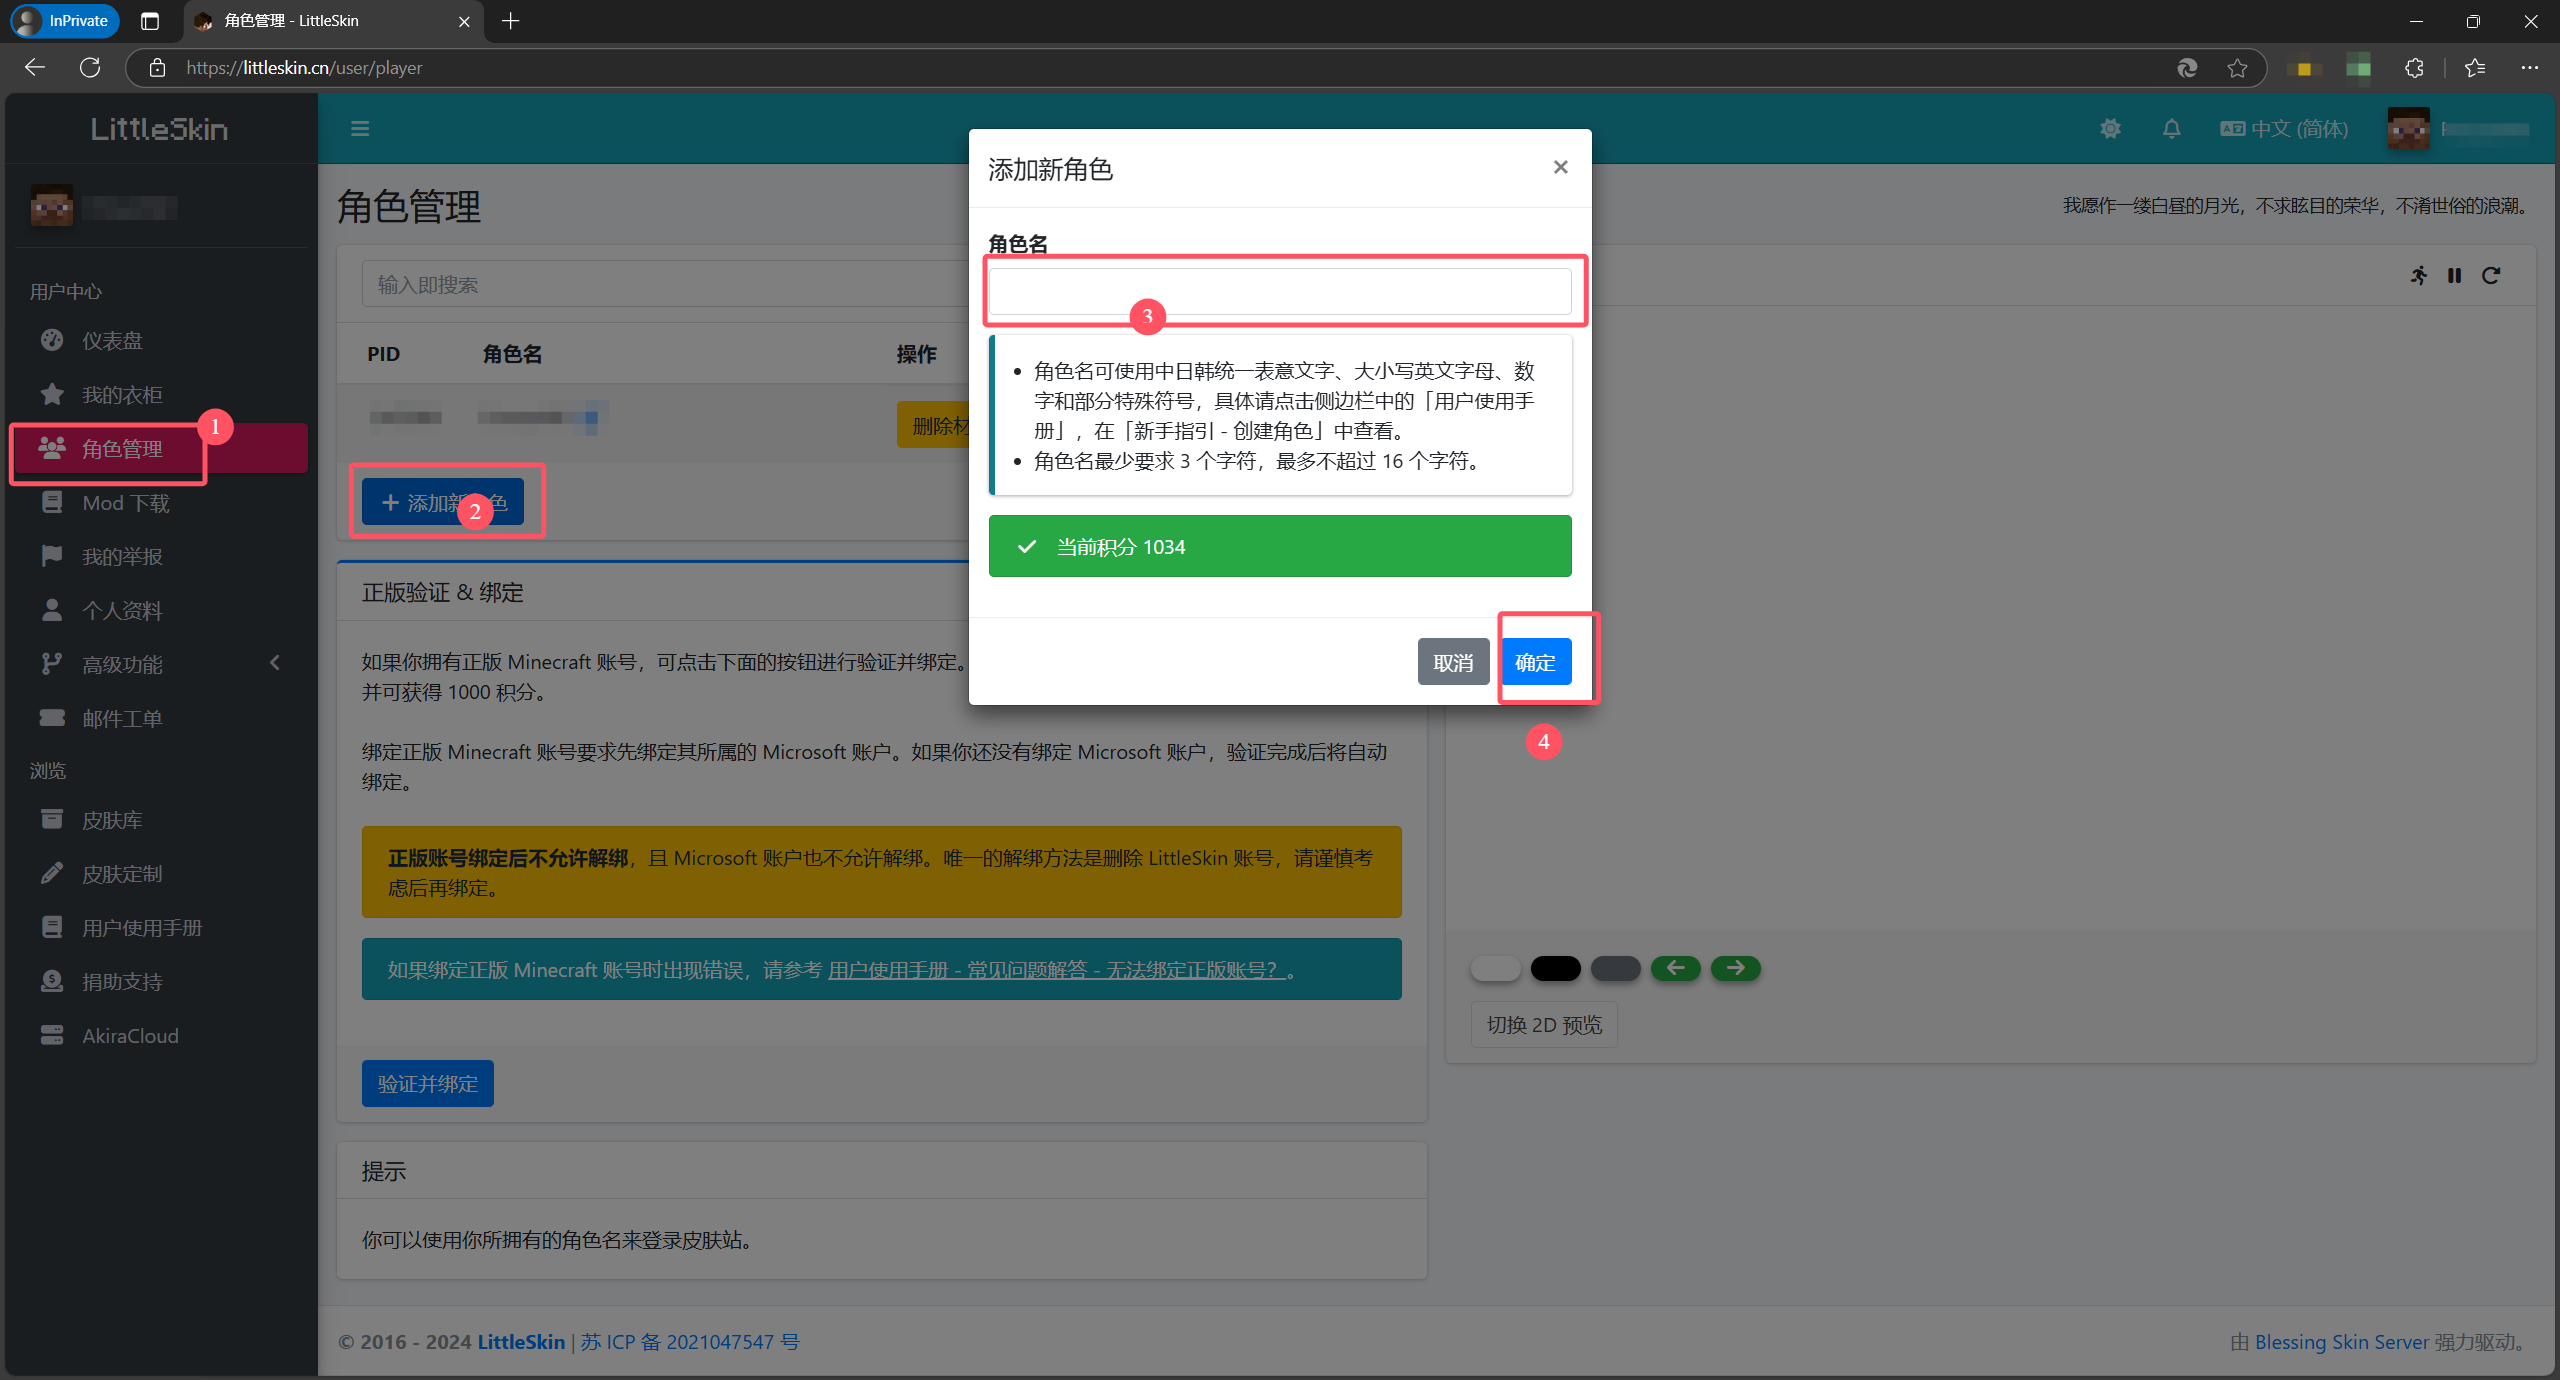 InPrivate
角色管理 - LittleSkin
https://littleskin.cn/user/player
LittleSkin
中文 (简体)
用户中心
仪表盘
我的衣柜
角色管理
1
Mod 下载
我的举报
个人资料
高级功能
邮件工单
浏览
皮肤库
皮肤定制
用户使用手册
捐助支持
AkiraCloud
角色管理
我愿作一缕白昼的月光，不求眩目的荣华，不淆世俗的浪潮。
输入即搜索
PID
角色名
操作
删除材
添加新
色
2
添加新角色
×
角色名
3
角色名可使用中日韩统一表意文字、大小写英文字母、数
字和部分特殊符号，具体请点击侧边栏中的「用户使用手
册」，在「新手指引 - 创建角色」中查看。
角色名最少要求 3 个字符，最多不超过 16 个字符。
当前积分 1034
取消
确定
4
正版验证 & 绑定
如果你拥有正版 Minecraft 账号，可点击下面的按钮进行验证并绑定。
并可获得 1000 积分。
绑定正版 Minecraft 账号要求先绑定其所属的 Microsoft 账户。如果你还没有绑定 Microsoft 账户，验证完成后将自动
绑定。
正版账号绑定后不允许解绑，且 Microsoft 账户也不允许解绑。唯一的解绑方法是删除 LittleSkin 账号，请谨慎考
虑后再绑定。
如果绑定正版 Minecraft 账号时出现错误，请参考 用户使用手册 - 常见问题解答 - 无法绑定正版账号？。
验证并绑定
切换 2D 预览
提示
你可以使用你所拥有的角色名来登录皮肤站。
© 2016 - 2024 LittleSkin | 苏 ICP 备 2021047547 号
由 Blessing Skin Server 强力驱动。